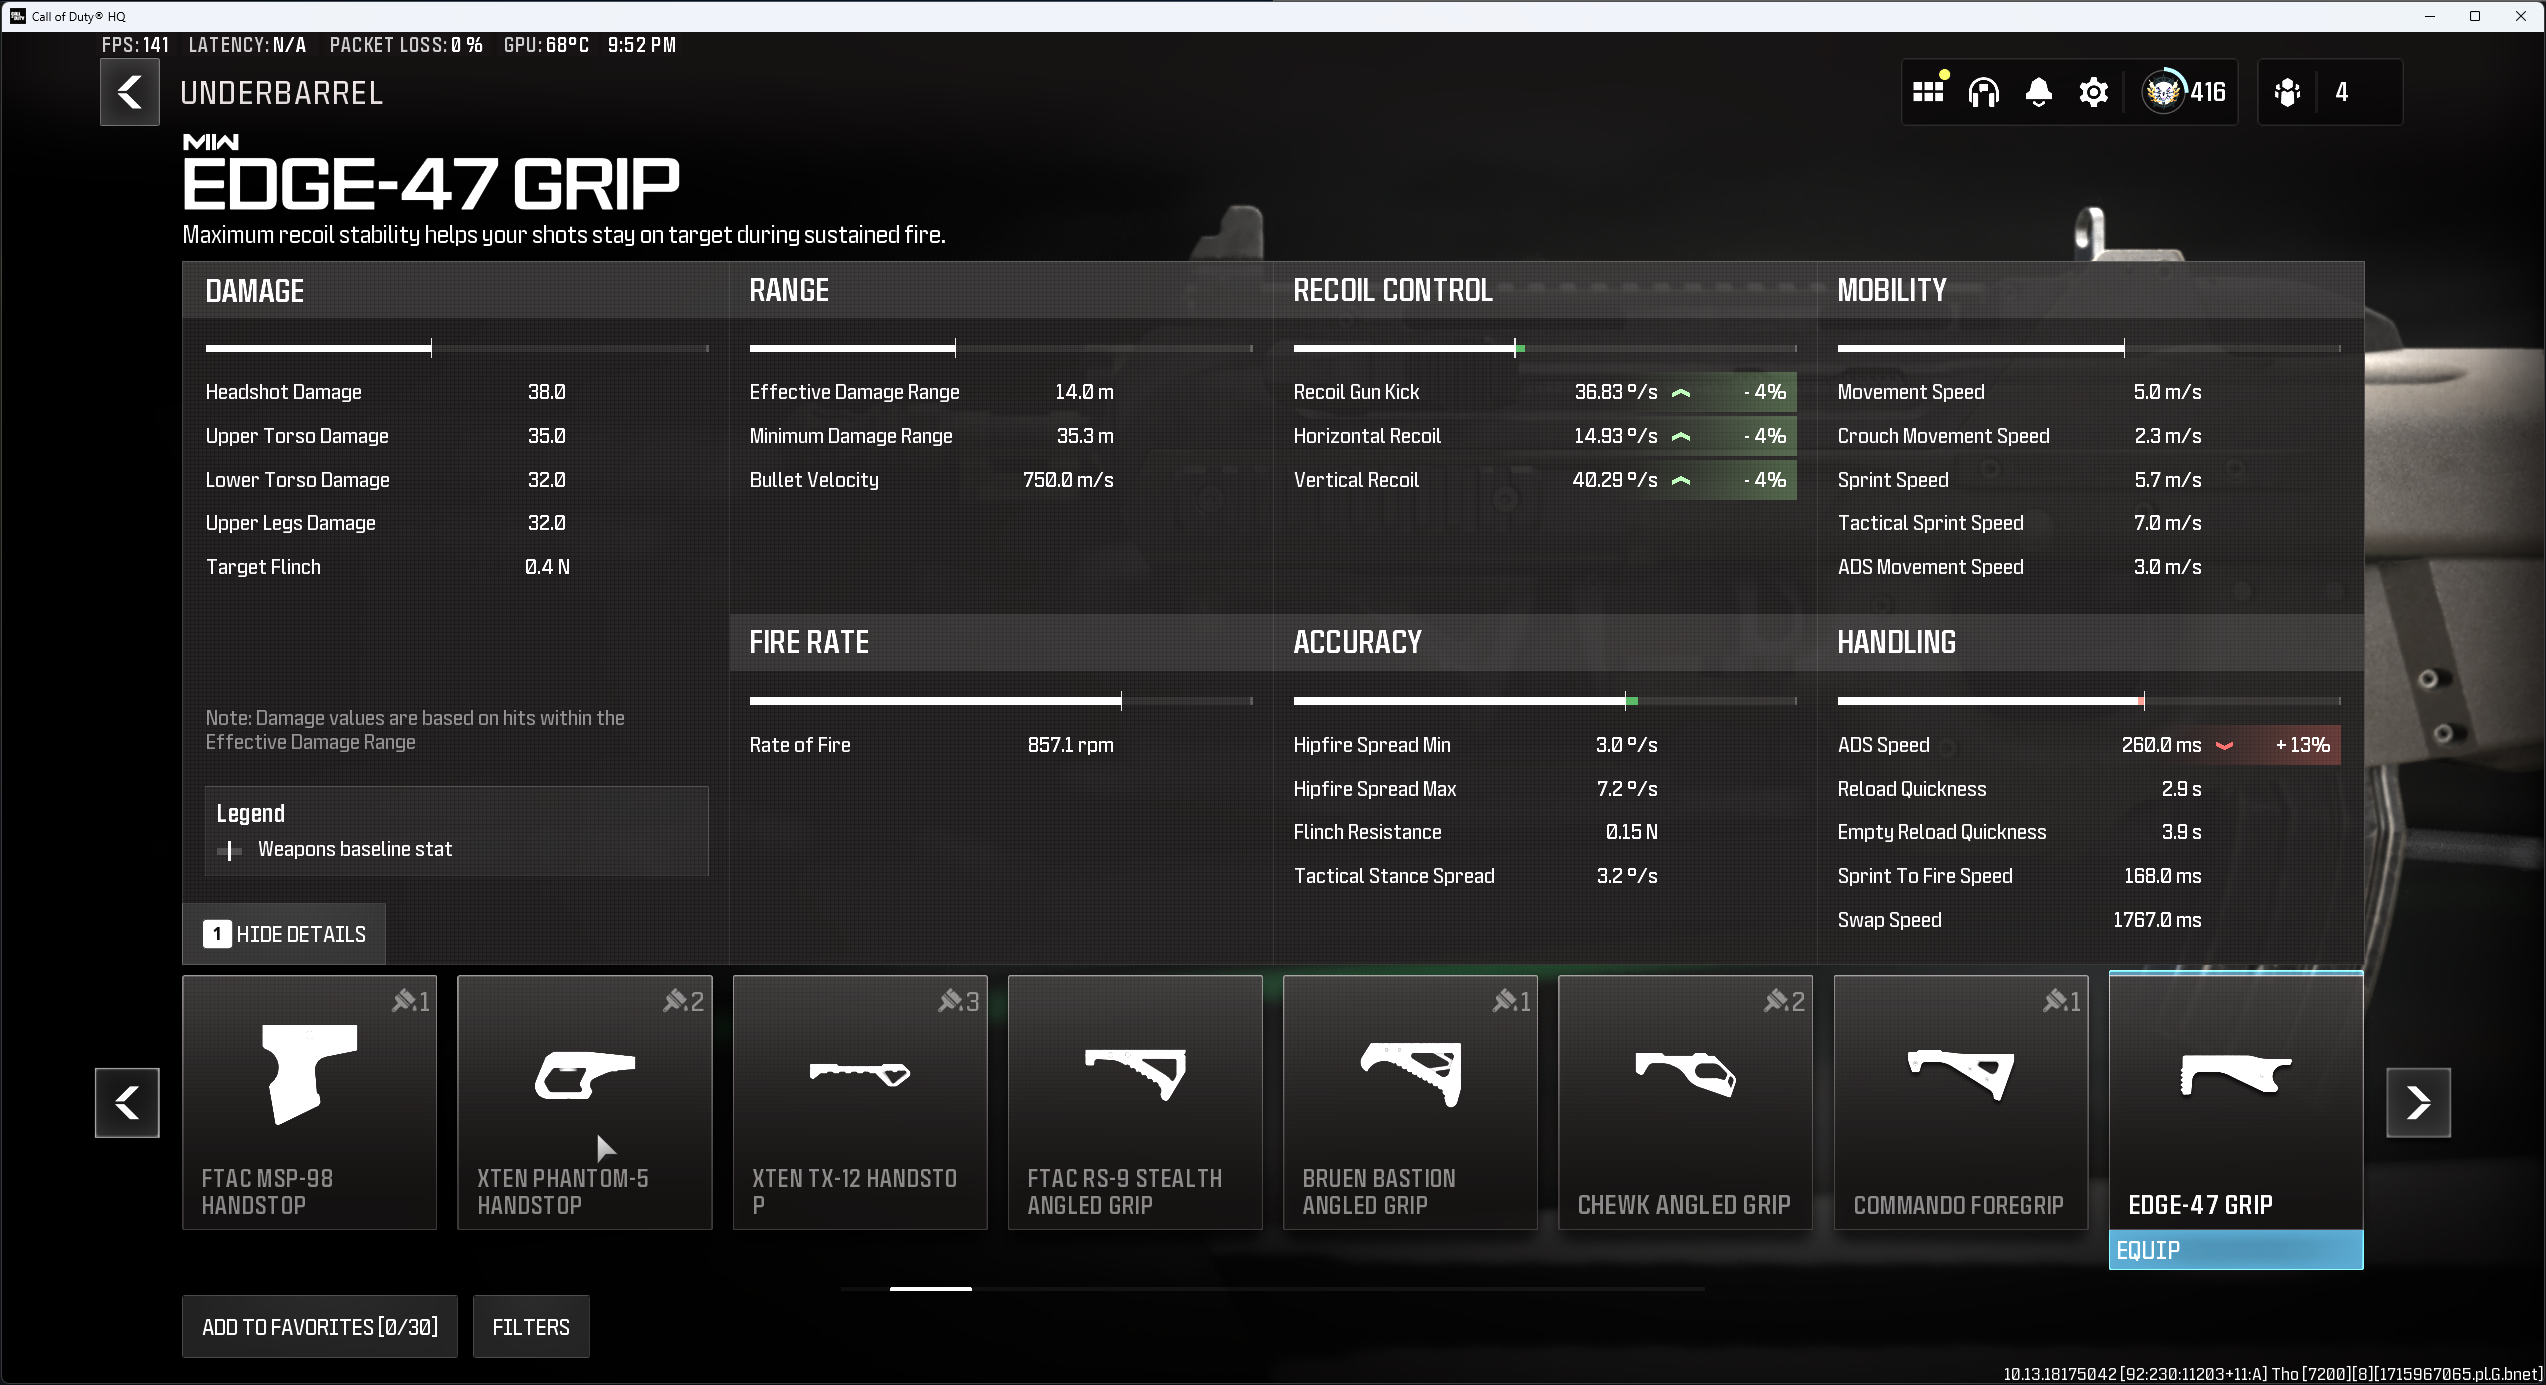 Call of Duty® HQ
FPS: 141 LATENCY: N/A PACKET LOSS: 0 % GPU: 68°C 9:52 PM
UNDERBARREL
416
4
MW
EDGE-47 GRIP
Maximum recoil stability helps your shots stay on target during sustained fire.
DAMAGE
Headshot Damage 38.0
Upper Torso Damage 35.0
Lower Torso Damage 32.0
Upper Legs Damage 32.0
Target Flinch 0.4 N
Note: Damage values are based on hits within the
Effective Damage Range
Legend
Weapons baseline stat
1 HIDE DETAILS
RANGE
Effective Damage Range 14.0 m
Minimum Damage Range 35.3 m
Bullet Velocity 750.0 m/s
FIRE RATE
Rate of Fire 857.1 rpm
RECOIL CONTROL
Recoil Gun Kick 36.83 º/s - 4%
Horizontal Recoil 14.93 º/s - 4%
Vertical Recoil 40.29 º/s - 4%
ACCURACY
Hipfire Spread Min 3.0 º/s
Hipfire Spread Max 7.2 º/s
Flinch Resistance 0.15 N
Tactical Stance Spread 3.2 º/s
MOBILITY
Movement Speed 5.0 m/s
Crouch Movement Speed 2.3 m/s
Sprint Speed 5.7 m/s
Tactical Sprint Speed 7.0 m/s
ADS Movement Speed 3.0 m/s
HANDLING
ADS Speed 260.0 ms + 13%
Reload Quickness 2.9 s
Empty Reload Quickness 3.9 s
Sprint To Fire Speed 168.0 ms
Swap Speed 1767.0 ms
1
FTAC MSP-98
HANDSTOP
2
XTEN PHANTOM-5
HANDSTOP
3
XTEN TX-12 HANDSTO
P
FTAC RS-9 STEALTH
ANGLED GRIP
1
BRUEN BASTION
ANGLED GRIP
2
CHEWK ANGLED GRIP
1
COMMANDO FOREGRIP
EDGE-47 GRIP
EQUIP
ADD TO FAVORITES [0/30]
FILTERS
10.13.18175042 [92:230:11203+11:A] Tho [7200][8][1715967065.pl.G.bnet]